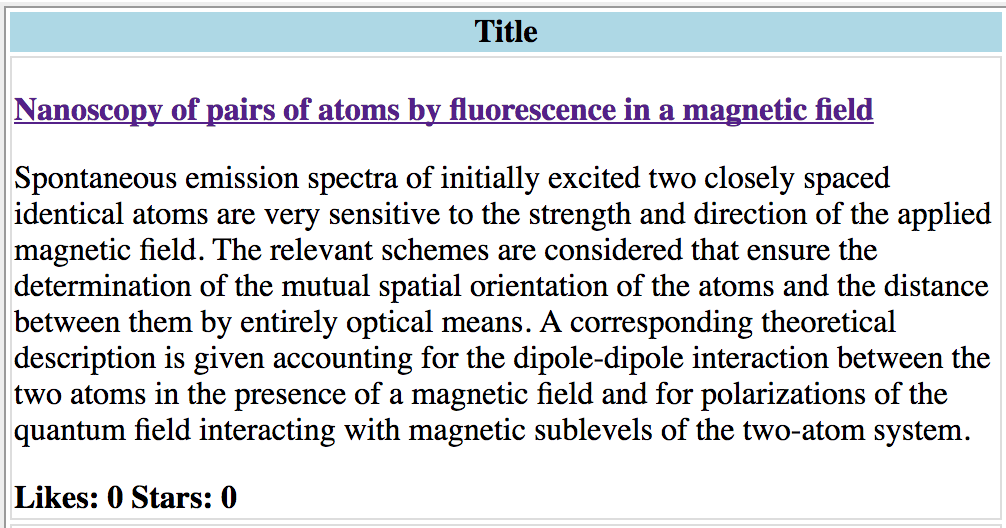 Title
Nanoscopy of pairs of atoms by fluorescence in a magnetic field
Spontaneous emission spectra of initially excited two closely spaced
identical atoms are very sensitive to the strength and direction of the applied
magnetic field. The relevant schemes are considered that ensure the
determination of the mutual spatial orientation of the atoms and the distance
between them by entirely optical means. A corresponding theoretical
description is given accounting for the dipole-dipole interaction between the
two atoms in the presence of a magnetic field and for polarizations of the
quantum field interacting with magnetic sublevels of the two-atom system.
Likes: 0 Stars: 0